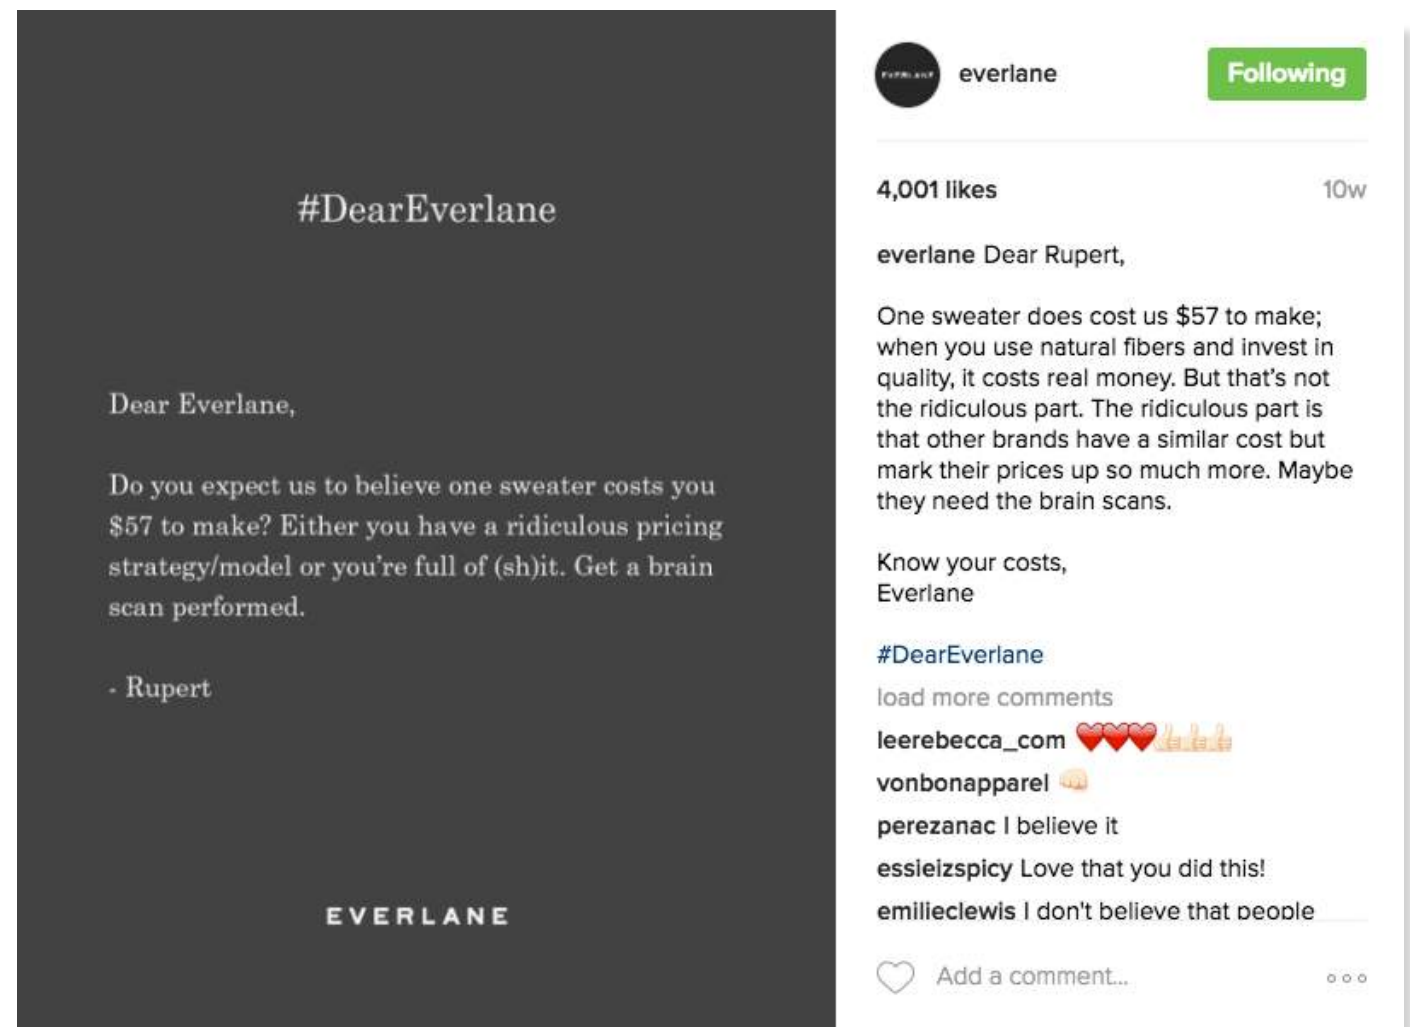 #DearEverlane
Dear Everlane,
Do you expect us to believe one sweater costs you
$57 to make? Either you have a ridiculous pricing
strategy/model or you're full of (sh)it. Get a brain
scan performed.
- Rupert
EVERLANE
EVERLANE
everlane
Following
4,001 likes
10w
everlane Dear Rupert,
One sweater does cost us $57 to make;
when you use natural fibers and invest in
quality, it costs real money. But that's not
the ridiculous part. The ridiculous part is
that other brands have a similar cost but
mark their prices up so much more. Maybe
they need the brain scans.
Know your costs,
Everlane
#DearEverlane
load more comments
leerebecca_com ❤️❤️❤️👍🏻👍🏻👍🏻
vonbonapparel 👊🏻
perezanac I believe it
essieizspicy Love that you did this!
emilieclewis I don't believe that people
Add a comment...